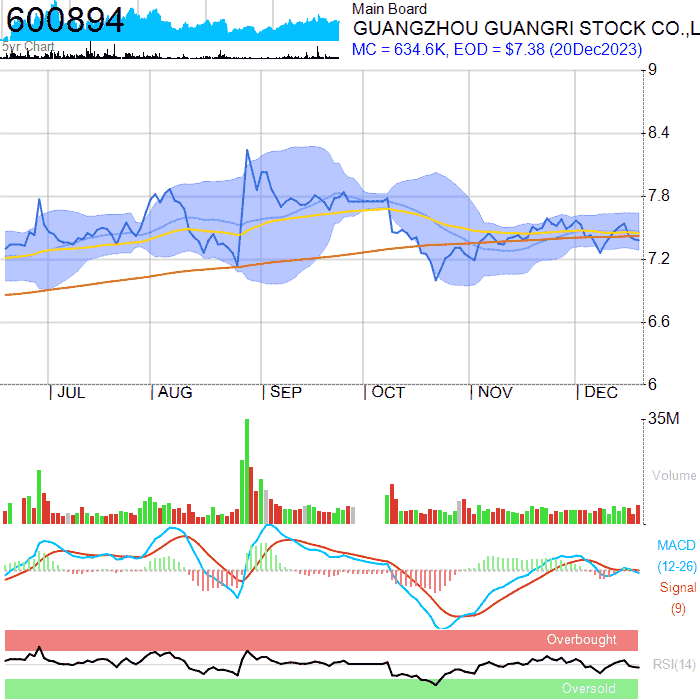 600894
5yr Chart
Main Board
GUANGZHOU GUANGRI STOCK CO.,L
MC = 634.6K, EOD = $7.38 (20Dec2023)
9
8.4
7.8
7.2
6.6
6
JUL
AUG
SEP
OCT
NOV
DEC
35M
Volume
MACD
(12-26)
Signal
(9)
Overbought
RSI(14)
Oversold